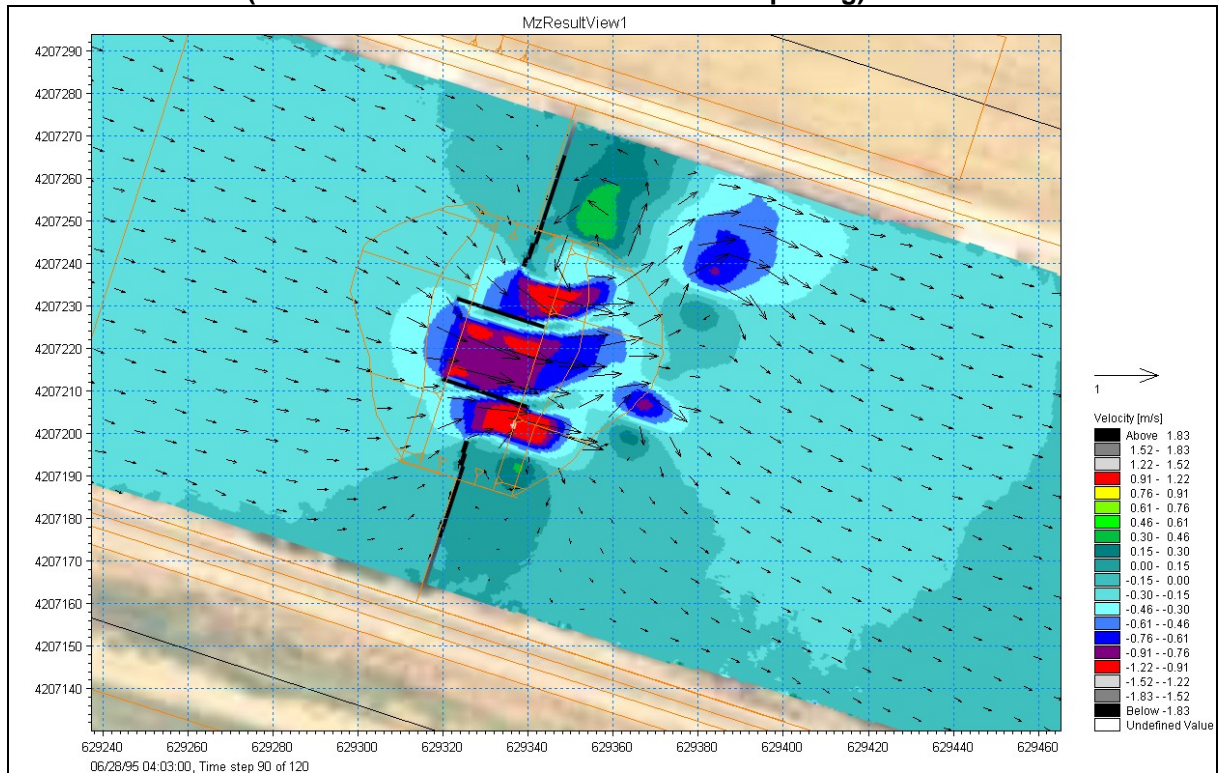 MzResultView1
4207290
4207280
4207270
4207260
4207250
4207240
4207230
4207220
4207210
4207200
4207190
4207180
4207170
4207160
4207150
4207140
629240 629260 629280 629300 629320 629340 629360 629380 629400 629420 629440 629460
06/28/95 04:03:00, Time step 90 of 120
1
Velocity [m/s]
Above 1.83
1.52 - 1.83
1.22 - 1.52
0.91 - 1.22
0.76 - 0.91
0.61 - 0.76
0.46 - 0.61
0.30 - 0.46
0.15 - 0.30
0.00 - 0.15
-0.15 - 0.00
-0.30 - -0.15
-0.46 - -0.30
-0.61 - -0.46
-0.76 - -0.61
-0.91 - -0.76
-1.22 - -0.91
-1.52 - -1.22
-1.83 - -1.52
Below -1.83
Undefined Value